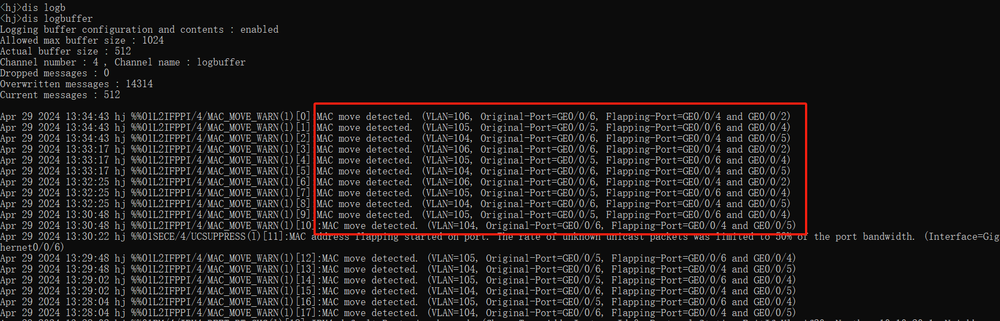 <hj>dis logb
<hj>dis logbuffer
Logging buffer configuration and contents : enabled
Allowed max buffer size : 1024
Actual buffer size : 512
Channel number : 4 , Channel name : logbuffer
Dropped messages : 0
Overwritten messages : 14314
Current messages : 512
Apr 29 2024 13:34:43 hj %%01L2IFPPI/4/MAC_MOVE_WARN(l)[0]:MAC move detected. (VLAN=106, Original-Port=GE0/0/6, Flapping-Port=GE0/0/4 and GE0/0/2)
Apr 29 2024 13:34:43 hj %%01L2IFPPI/4/MAC_MOVE_WARN(l)[1]:MAC move detected. (VLAN=105, Original-Port=GE0/0/5, Flapping-Port=GE0/0/6 and GE0/0/4)
Apr 29 2024 13:34:43 hj %%01L2IFPPI/4/MAC_MOVE_WARN(l)[2]:MAC move detected. (VLAN=104, Original-Port=GE0/0/6, Flapping-Port=GE0/0/4 and GE0/0/5)
Apr 29 2024 13:33:17 hj %%01L2IFPPI/4/MAC_MOVE_WARN(l)[3]:MAC move detected. (VLAN=106, Original-Port=GE0/0/6, Flapping-Port=GE0/0/4 and GE0/0/2)
Apr 29 2024 13:33:17 hj %%01L2IFPPI/4/MAC_MOVE_WARN(l)[4]:MAC move detected. (VLAN=105, Original-Port=GE0/0/5, Flapping-Port=GE0/0/6 and GE0/0/4)
Apr 29 2024 13:33:17 hj %%01L2IFPPI/4/MAC_MOVE_WARN(l)[5]:MAC move detected. (VLAN=104, Original-Port=GE0/0/6, Flapping-Port=GE0/0/4 and GE0/0/5)
Apr 29 2024 13:32:25 hj %%01L2IFPPI/4/MAC_MOVE_WARN(l)[6]:MAC move detected. (VLAN=106, Original-Port=GE0/0/6, Flapping-Port=GE0/0/4 and GE0/0/2)
Apr 29 2024 13:32:25 hj %%01L2IFPPI/4/MAC_MOVE_WARN(l)[7]:MAC move detected. (VLAN=105, Original-Port=GE0/0/5, Flapping-Port=GE0/0/6 and GE0/0/4)
Apr 29 2024 13:32:25 hj %%01L2IFPPI/4/MAC_MOVE_WARN(l)[8]:MAC move detected. (VLAN=104, Original-Port=GE0/0/6, Flapping-Port=GE0/0/4 and GE0/0/5)
Apr 29 2024 13:30:48 hj %%01L2IFPPI/4/MAC_MOVE_WARN(l)[9]:MAC move detected. (VLAN=105, Original-Port=GE0/0/5, Flapping-Port=GE0/0/6 and GE0/0/4)
Apr 29 2024 13:30:48 hj %%01L2IFPPI/4/MAC_MOVE_WARN(l)[10]:MAC move detected. (VLAN=104, Original-Port=GE0/0/6, Flapping-Port=GE0/0/4 and GE0/0/5)
Apr 29 2024 13:30:22 hj %%01SECE/4/UCSUPPRESS(l)[11]:MAC address flapping started on port. The rate of unknown unicast packets was limited to 50% of the port bandwidth. (Interface=Gig
hernet0/0/6)
Apr 29 2024 13:29:48 hj %%01L2IFPPI/4/MAC_MOVE_WARN(l)[12]:MAC move detected. (VLAN=105, Original-Port=GE0/0/5, Flapping-Port=GE0/0/6 and GE0/0/4)
Apr 29 2024 13:29:48 hj %%01L2IFPPI/4/MAC_MOVE_WARN(l)[13]:MAC move detected. (VLAN=104, Original-Port=GE0/0/6, Flapping-Port=GE0/0/4 and GE0/0/5)
Apr 29 2024 13:29:02 hj %%01L2IFPPI/4/MAC_MOVE_WARN(l)[14]:MAC move detected. (VLAN=105, Original-Port=GE0/0/5, Flapping-Port=GE0/0/6 and GE0/0/4)
Apr 29 2024 13:29:02 hj %%01L2IFPPI/4/MAC_MOVE_WARN(l)[15]:MAC move detected. (VLAN=104, Original-Port=GE0/0/6, Flapping-Port=GE0/0/4 and GE0/0/5)
Apr 29 2024 13:28:04 hj %%01L2IFPPI/4/MAC_MOVE_WARN(l)[16]:MAC move detected. (VLAN=105, Original-Port=GE0/0/5, Flapping-Port=GE0/0/6 and GE0/0/4)
Apr 29 2024 13:28:04 hj %%01L2IFPPI/4/MAC_MOVE_WARN(l)[17]:MAC move detected. (VLAN=104, Original-Port=GE0/0/6, Flapping-Port=GE0/0/4 and GE0/0/5)